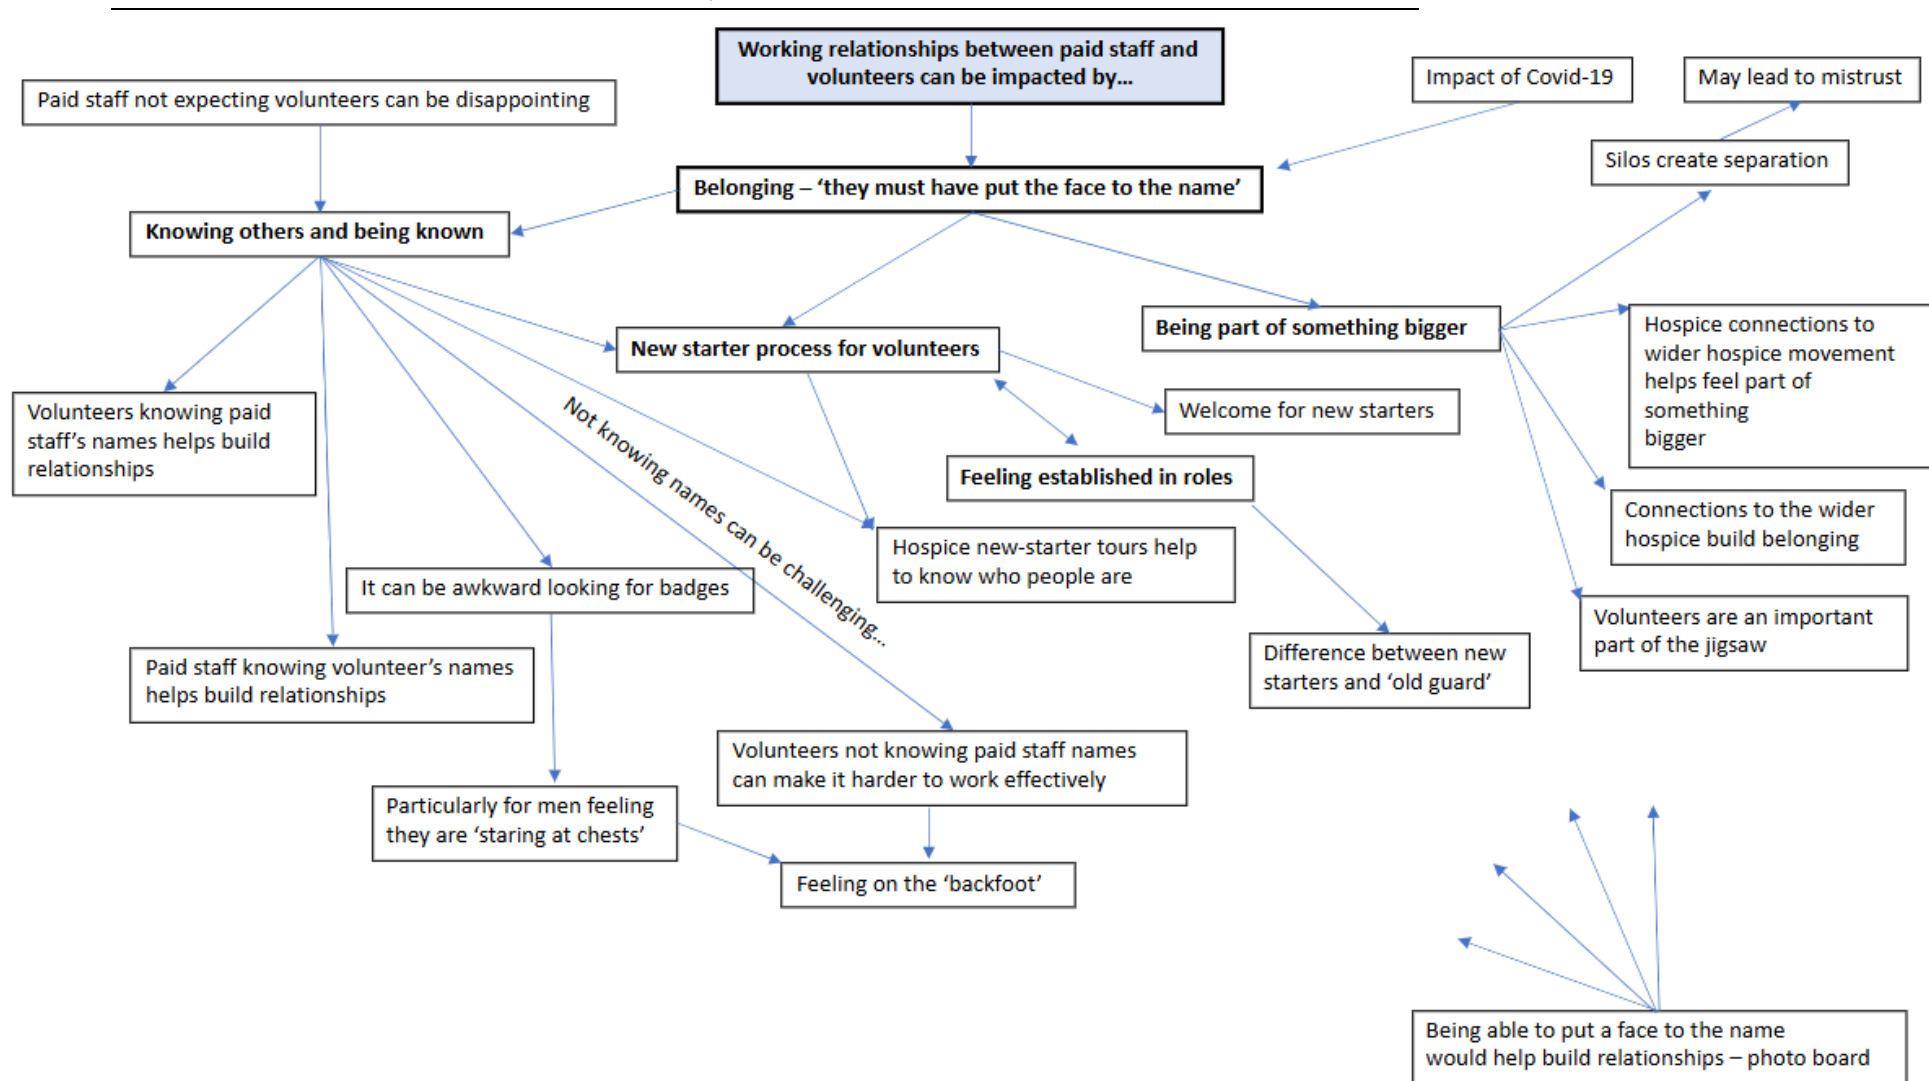 Working relationships between paid staff and
volunteers can be impacted by…
Impact of Covid-19
May lead to mistrust
Paid staff not expecting volunteers can be disappointing
Silos create separation
Belonging – ‘they must have put the face to the name’
Knowing others and being known
New starter process for volunteers
Being part of something bigger
Hospice connections to
wider hospice movement
helps feel part of
something
bigger
Volunteers knowing paid
staff’s names helps build
relationships
Not knowing names can be challenging…
Welcome for new starters
Feeling established in roles
Connections to the wider
hospice build belonging
Hospice new-starter tours help
to know who people are
It can be awkward looking for badges
Volunteers are an important
part of the jigsaw
Paid staff knowing volunteer’s names
helps build relationships
Difference between new
starters and ‘old guard’
Volunteers not knowing paid staff names
can make it harder to work effectively
Particularly for men feeling
they are ‘staring at chests’
Feeling on the ‘backfoot’
Being able to put a face to the name
would help build relationships – photo board